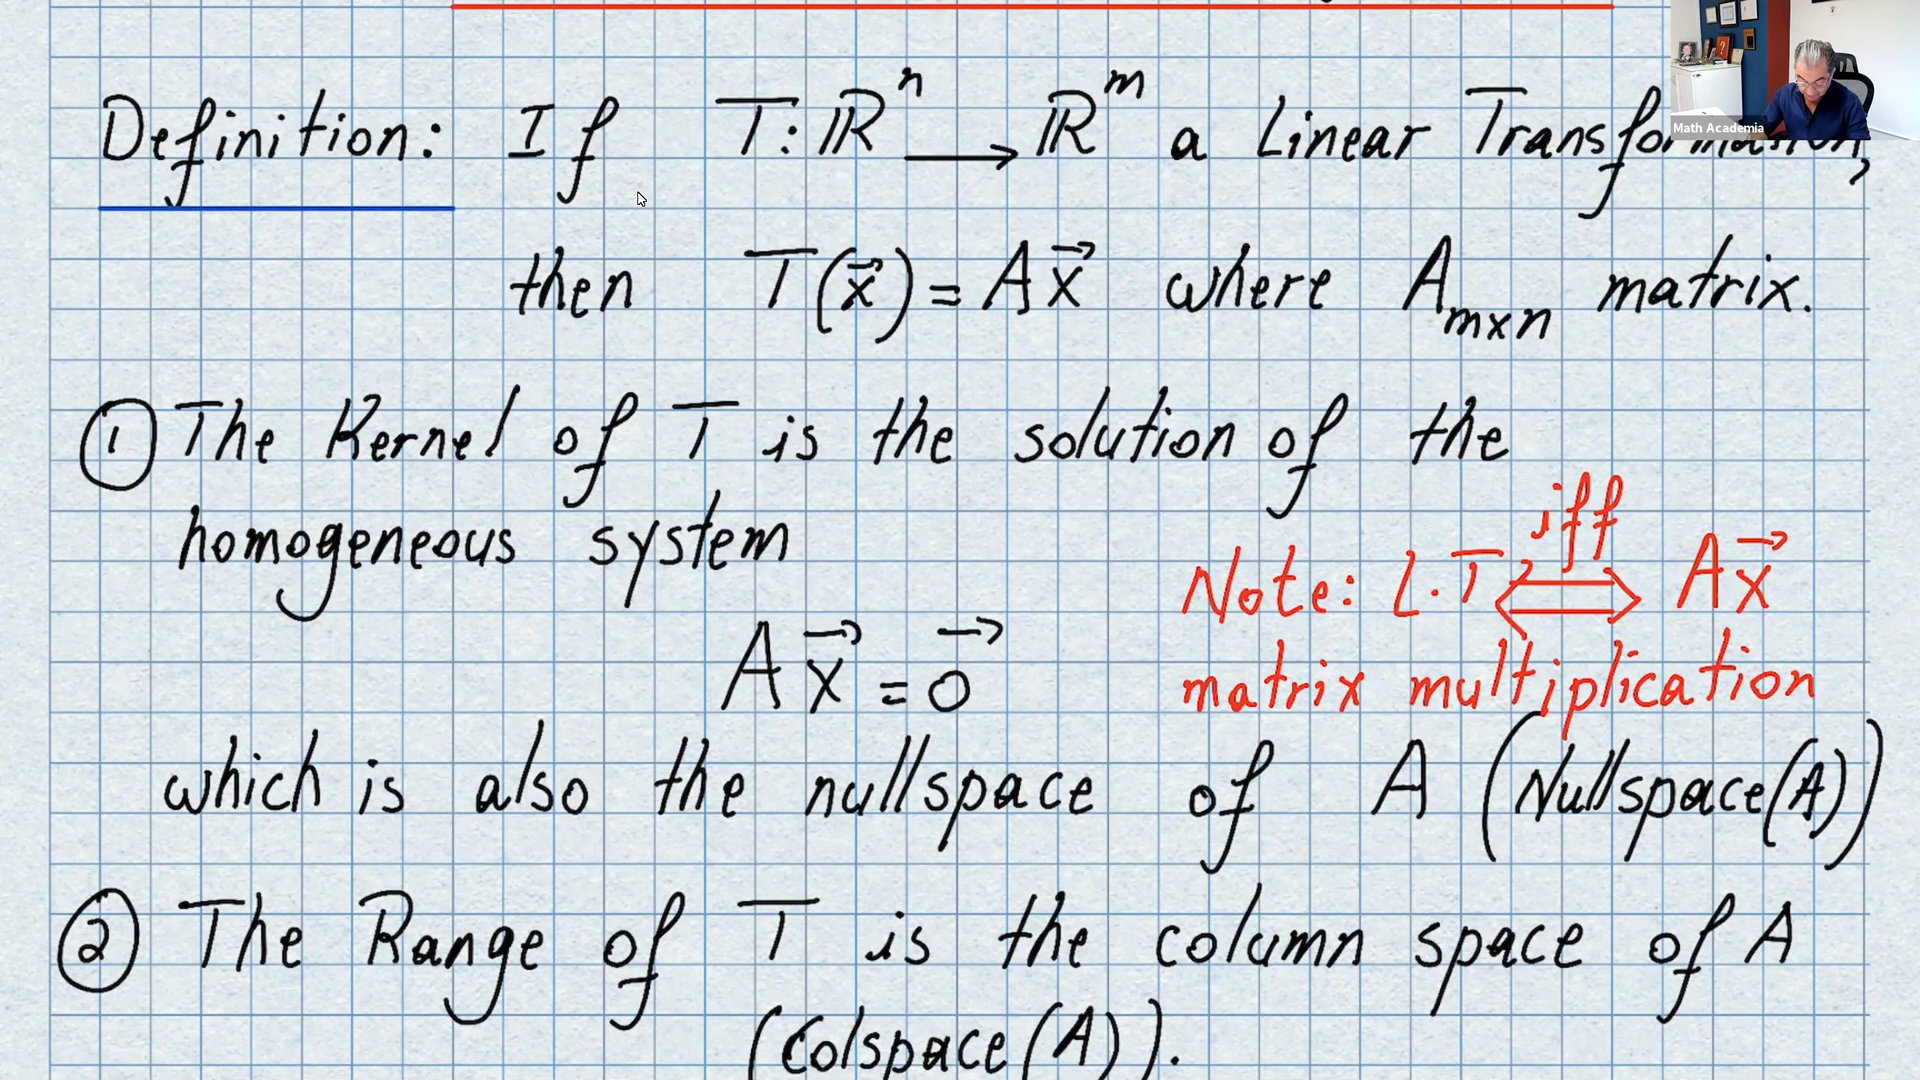 Definition: If T: ℝⁿ ⟶ ℝᵐ a Linear Transformation,
Math Academia
then T(x⃗) = Ax⃗ where Aₘₓₙ matrix.
① The Kernel of T is the solution of the
homogeneous system
Note: L.T ⟺ iff Ax⃗
matrix multiplication
Ax⃗ = 0⃗
which is also the nullspace of A (Nullspace(A))
② The Range of T is the column space of A
(Colspace(A)).